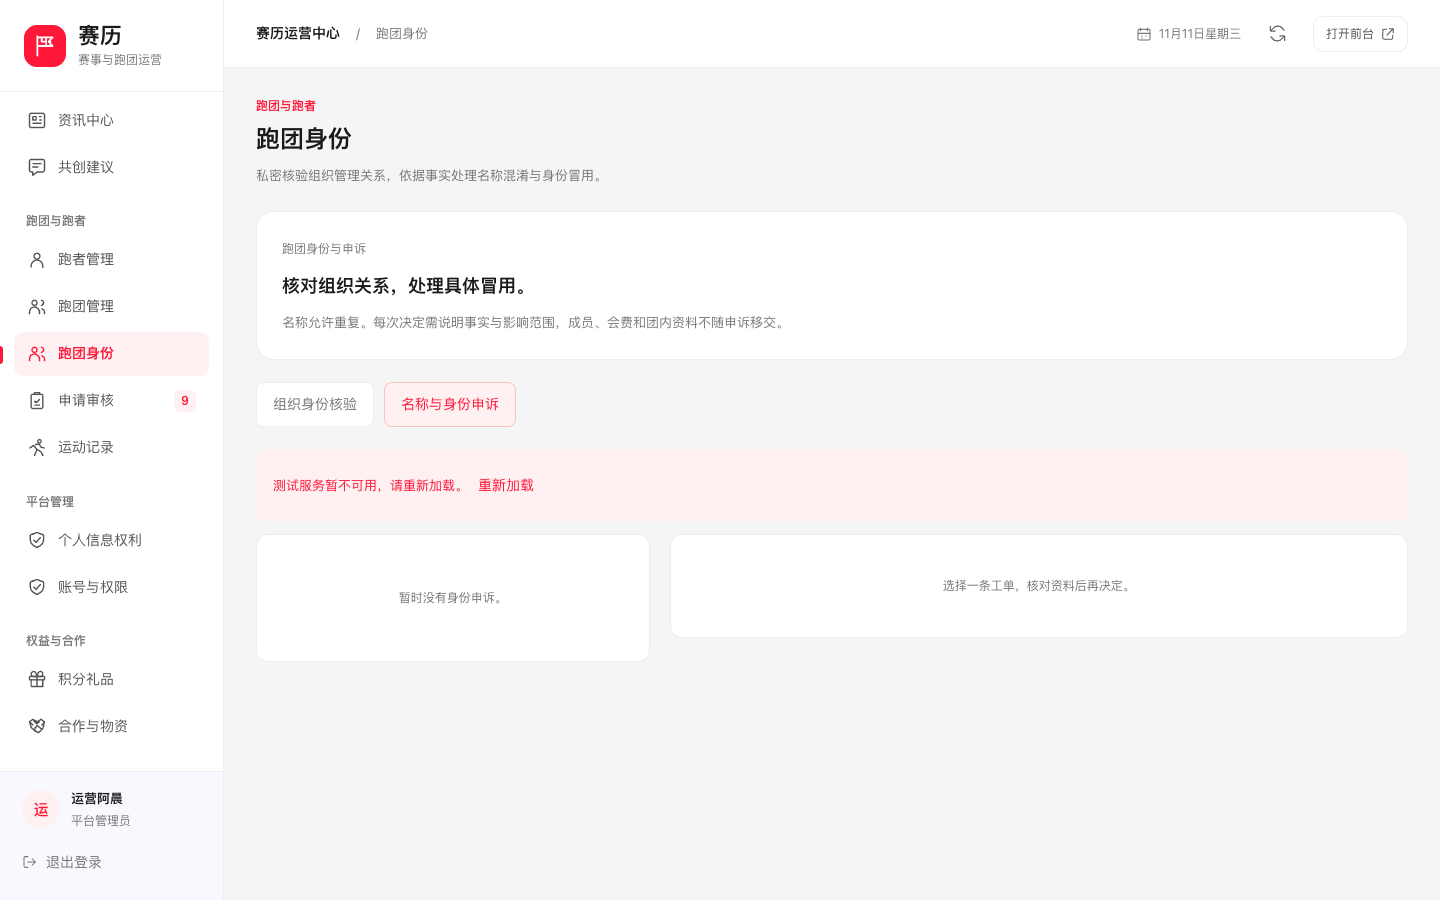 赛历
赛事与跑团运营
资讯中心
共创建议
跑团与跑者
跑者管理
跑团管理
跑团身份
申请审核
9
运动记录
平台管理
个人信息权利
账号与权限
权益与合作
积分礼品
合作与物资
运
运营阿晨
平台管理员
退出登录
赛历运营中心 / 跑团身份
11月11日星期三
打开前台
跑团与跑者
跑团身份
私密核验组织管理关系，依据事实处理名称混淆与身份冒用。
跑团身份与申诉
核对组织关系，处理具体冒用。
名称允许重复。每次决定需说明事实与影响范围，成员、会费和团内资料不随申诉移交。
组织身份核验
名称与身份申诉
测试服务暂不可用，请重新加载。 重新加载
暂时没有身份申诉。
选择一条工单，核对资料后再决定。